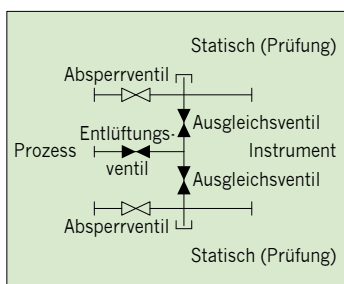 Statisch (Prüfung)
Absperrventil
Ausgleichsventil
Entlüftungs-
ventil
Prozess
Instrument
Ausgleichsventil
Absperrventil
Statisch (Prüfung)